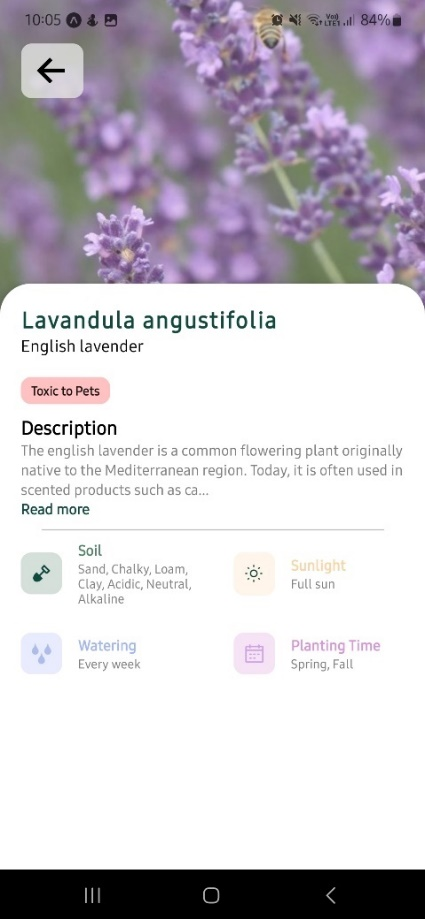 10:05
Vo))
LTE1
84%
Lavandula angustifolia
English lavender
Toxic to Pets
Description
The english lavender is a common flowering plant originally
native to the Mediterranean region. Today, it is often used in
scented products such as ca...
Read more
Soil
Sand, Chalky, Loam,
Clay, Acidic, Neutral,
Alkaline
Sunlight
Full sun
Watering
Every week
Planting Time
Spring, Fall